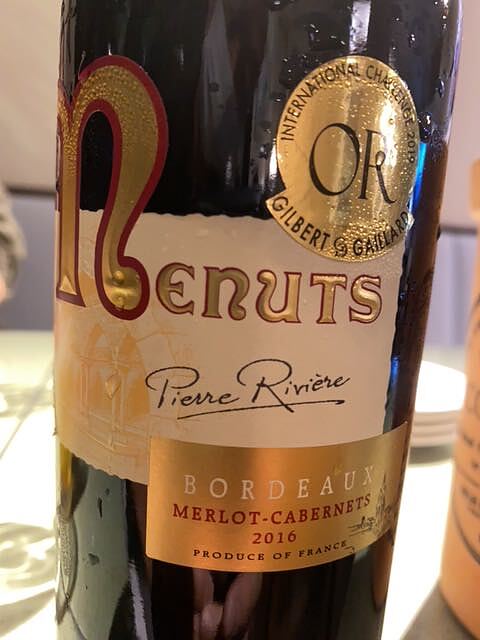 INTERNATIONAL CHALLENGE 2019
OR
GILBERT & GAILLARD
Menuts
Pierre Rivière
BORDEAUX
MERLOT-CABERNETS
2016
PRODUCE OF FRANCE